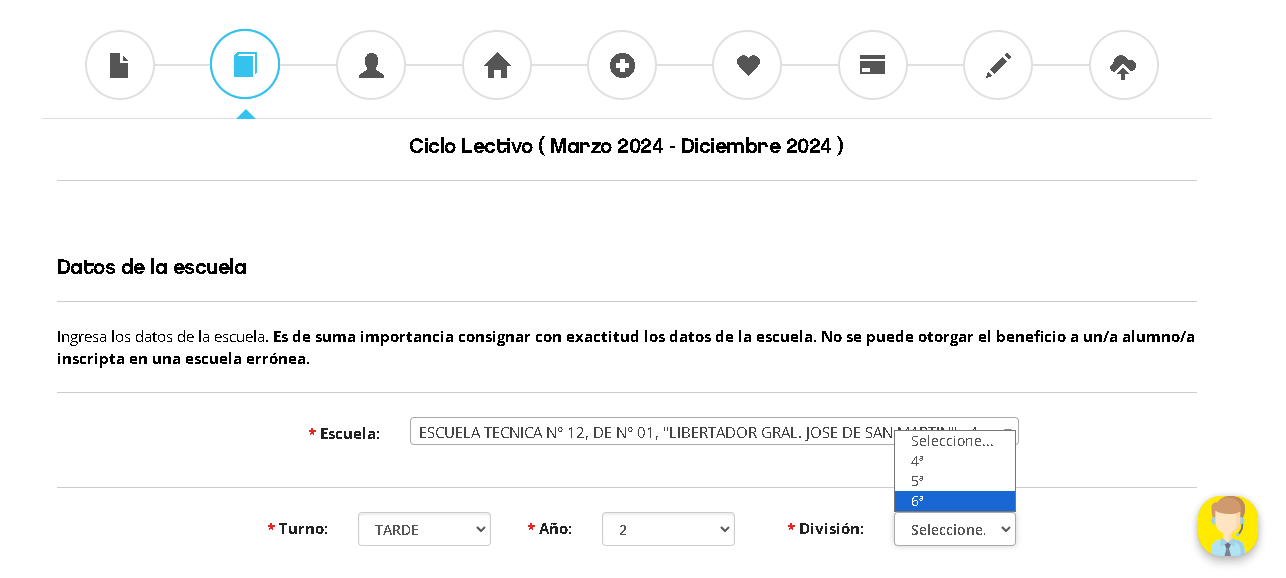 Ciclo Lectivo ( Marzo 2024 - Diciembre 2024 )
Datos de la escuela
Ingresa los datos de la escuela. Es de suma importancia consignar con exactitud los datos de la escuela. No se puede otorgar el beneficio a un/a alumno/a
inscripta en una escuela errónea.
* Escuela: ESCUELA TECNICA Nº 12, DE Nº 01, "LIBERTADOR GRAL. JOSE DE SAN MARTIN"
Seleccione...
4ª
5ª
6ª
* Turno: TARDE * Año: 2 * División: Seleccione.